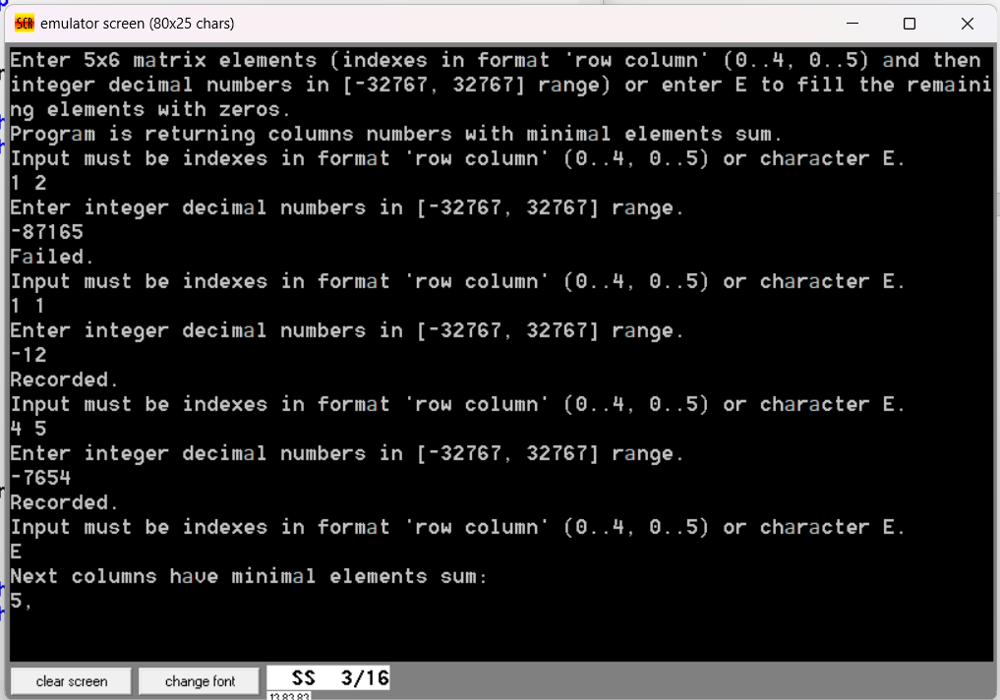 SCR emulator screen (80x25 chars)
Enter 5x6 matrix elements (indexes in format 'row column' (0..4, 0..5) and then
integer decimal numbers in [-32767, 32767] range) or enter E to fill the remaini
ng elements with zeros.
Program is returning columns numbers with minimal elements sum.
Input must be indexes in format 'row column' (0..4, 0..5) or character E.
1 2
Enter integer decimal numbers in [-32767, 32767] range.
-87165
Failed.
Input must be indexes in format 'row column' (0..4, 0..5) or character E.
1 1
Enter integer decimal numbers in [-32767, 32767] range.
-12
Recorded.
Input must be indexes in format 'row column' (0..4, 0..5) or character E.
4 5
Enter integer decimal numbers in [-32767, 32767] range.
-7654
Recorded.
Input must be indexes in format 'row column' (0..4, 0..5) or character E.
E
Next columns have minimal elements sum:
5,
clear screen change font SS 3/16